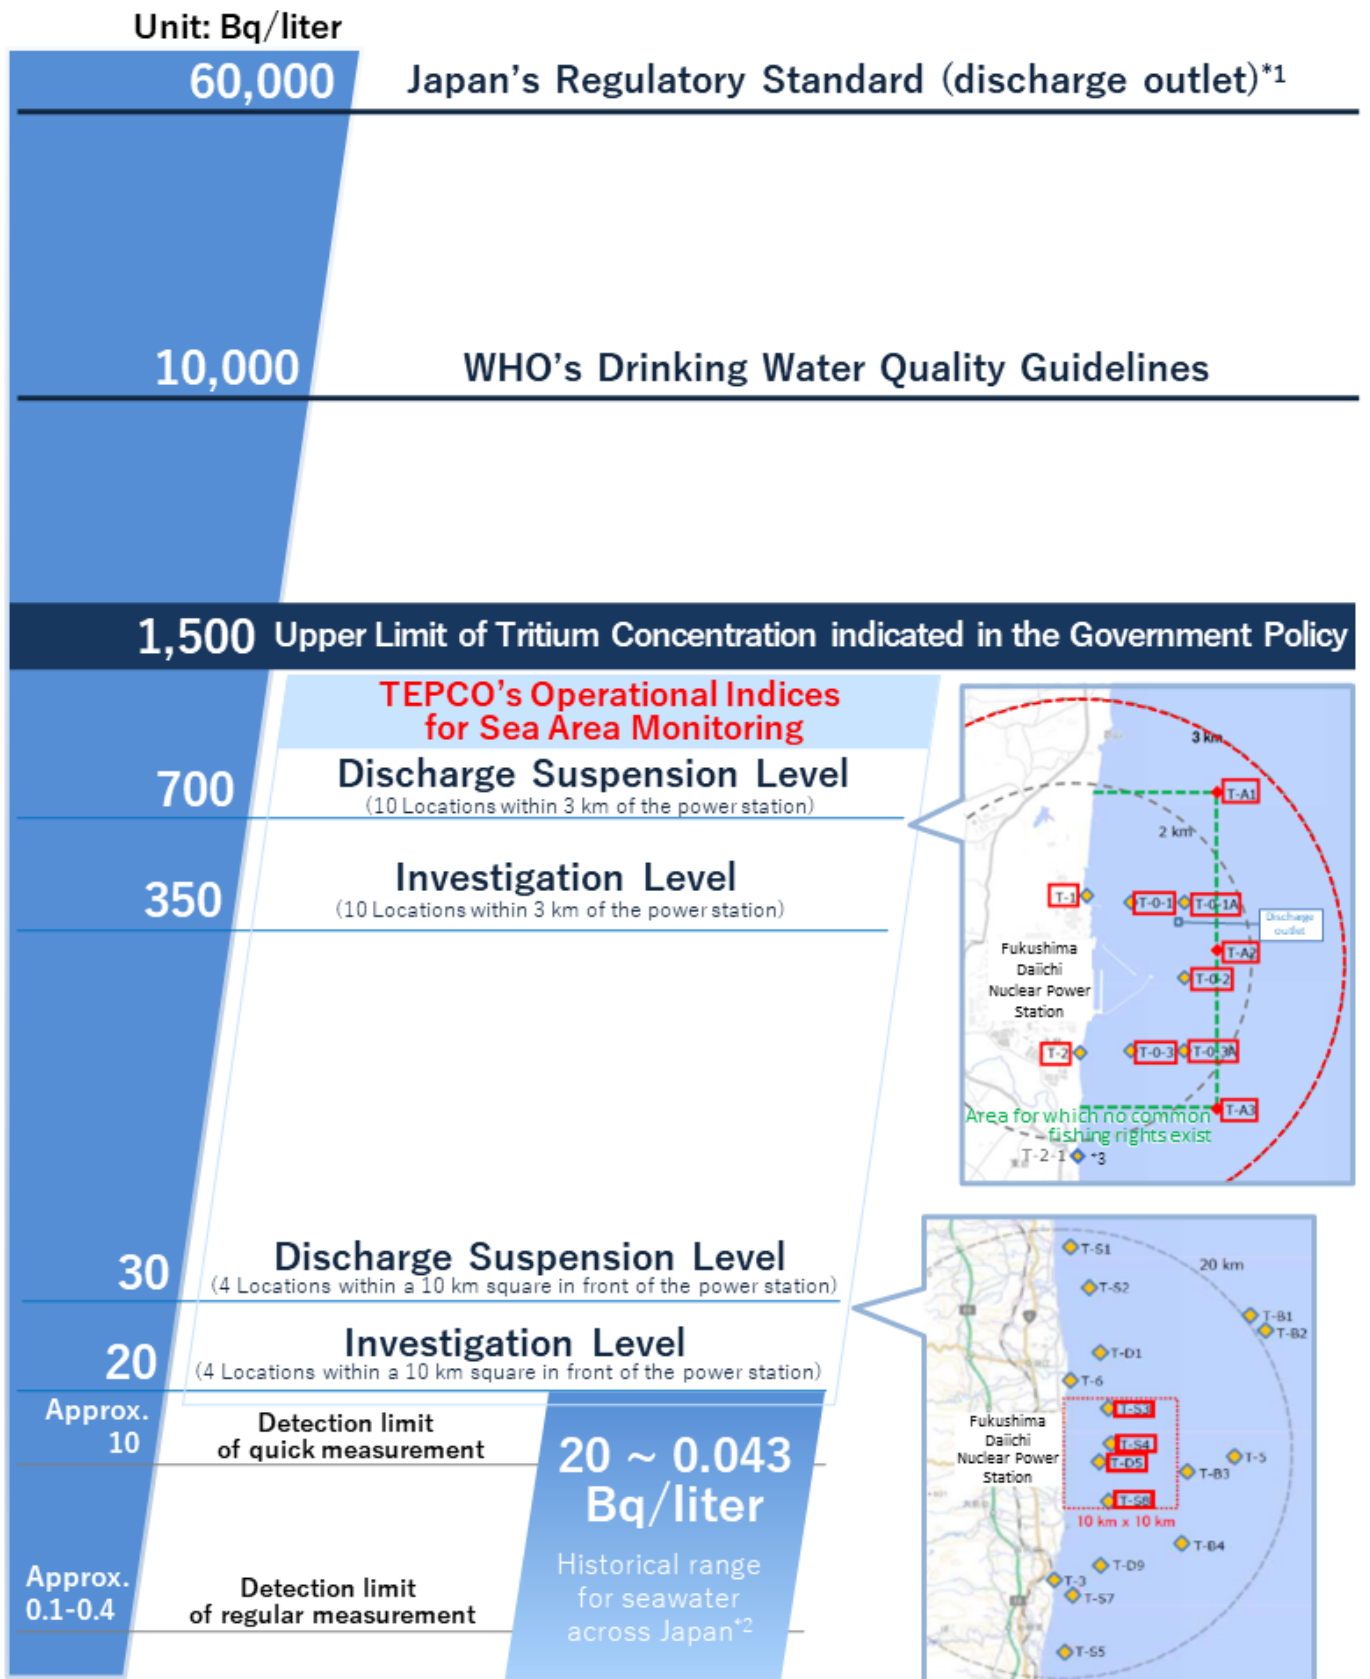 Unit: Bq/liter
60,000 Japan's Regulatory Standard (discharge outlet)*1
10,000 WHO's Drinking Water Quality Guidelines
1,500 Upper Limit of Tritium Concentration indicated in the Government Policy
TEPCO's Operational Indices
for Sea Area Monitoring
700 Discharge Suspension Level
(10 Locations within 3 km of the power station)
350 Investigation Level
(10 Locations within 3 km of the power station)
3 km
T-A1
2 km
T-1
T-0-1
T-0-1A
Discharge
outlet
T-A2
Fukushima
Daiichi
Nuclear Power
Station
T-0-2
T-2
T-0-3
T-0-3A
T-A3
Area for which no common
fishing rights exist
T-2-1 *3
30 Discharge Suspension Level
(4 Locations within a 10 km square in front of the power station)
20 Investigation Level
(4 Locations within a 10 km square in front of the power station)
Approx.
10
Detection limit
of quick measurement
20 ~ 0.043
Bq/liter
Historical range
for seawater
across Japan*2
Approx.
0.1-0.4
Detection limit
of regular measurement
T-S1
20 km
T-S2
T-B1
T-B2
T-D1
T-6
T-S3
Fukushima
Daiichi
Nuclear Power
Station
T-S4
T-D5
T-5
T-B3
T-S8
10 km x 10 km
T-B4
T-D9
T-3
T-S7
T-S5